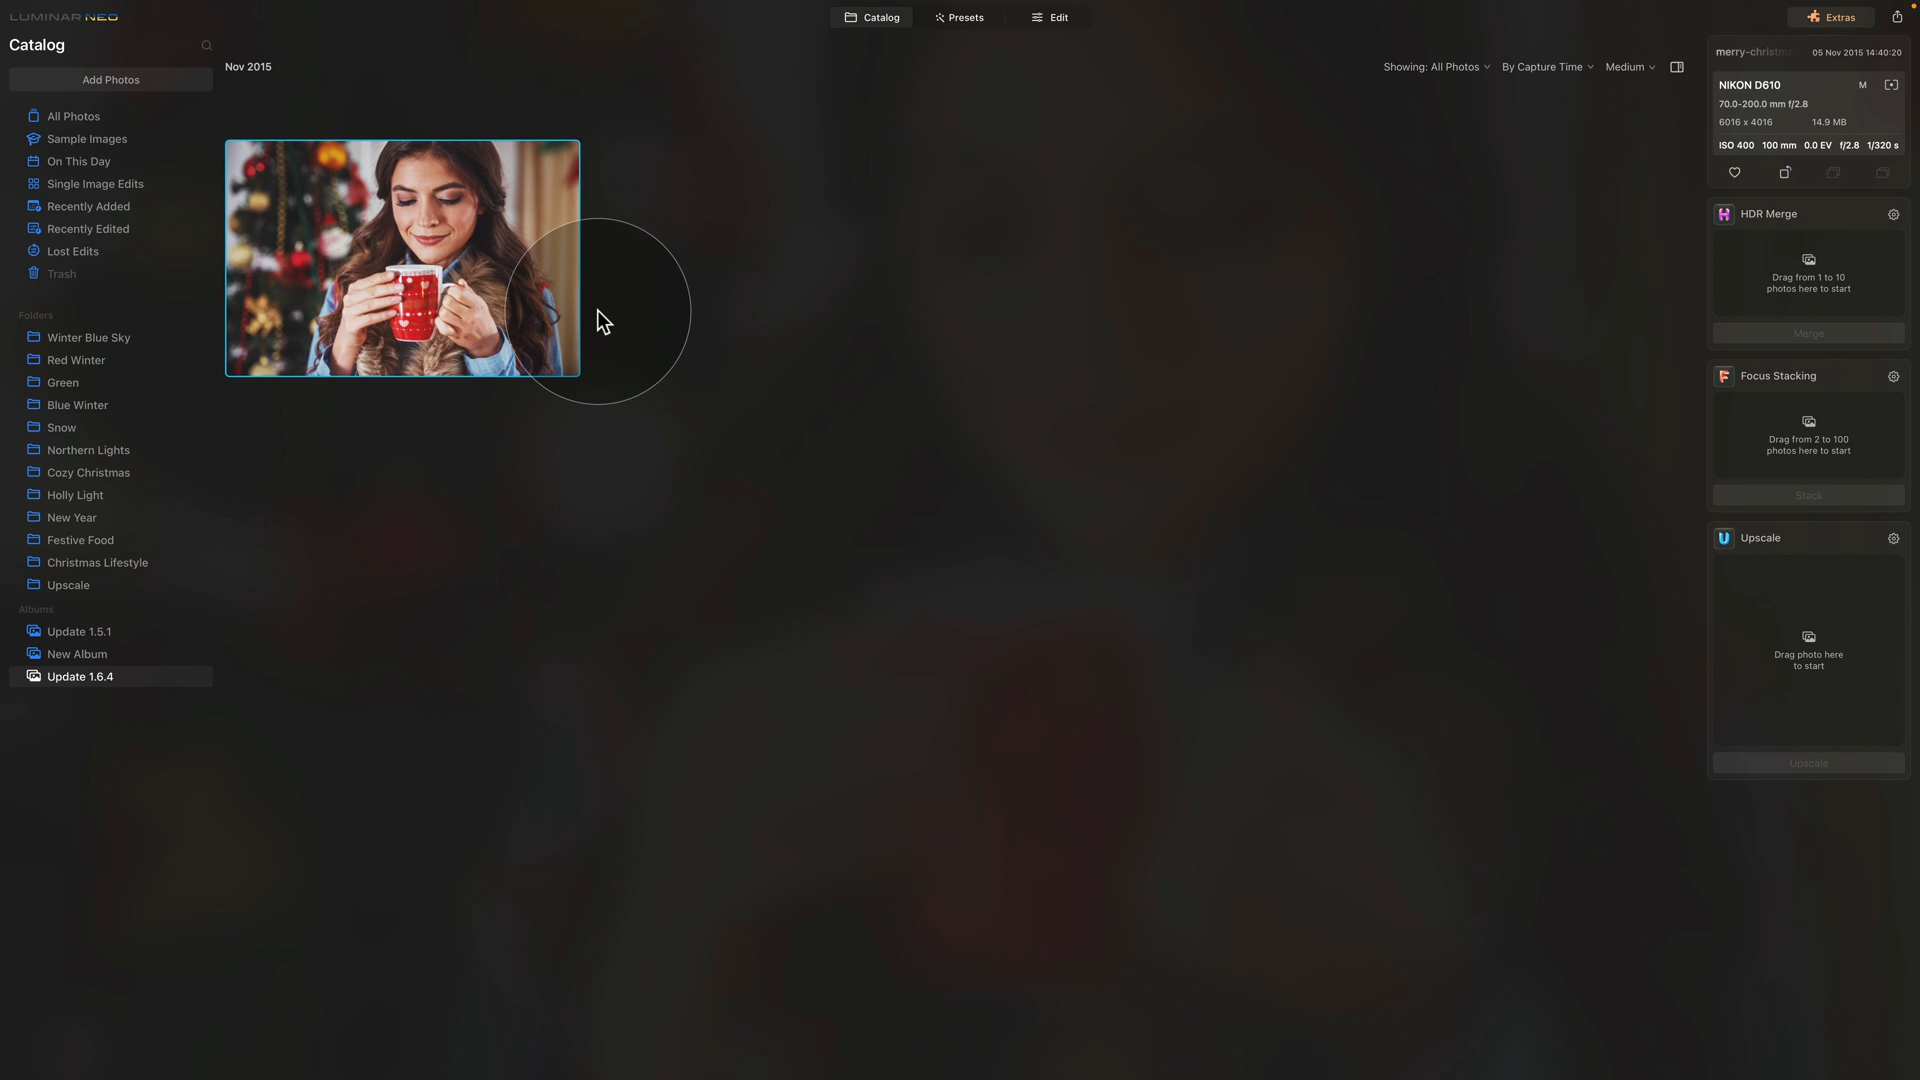 LUMINAR NEO
Catalog
Presets
Edit
Extras
Catalog
Add Photos
All Photos
Sample Images
On This Day
Single Image Edits
Recently Added
Recently Edited
Lost Edits
Trash
Folders
Winter Blue Sky
Red Winter
Green
Blue Winter
Snow
Northern Lights
Cozy Christmas
Holly Light
New Year
Festive Food
Christmas Lifestyle
Upscale
Albums
Update 1.5.1
New Album
Update 1.6.4
Nov 2015
Showing: All Photos By Capture Time Medium
merry-christm 05 Nov 2015 14:40:20
NIKON D610 M
70.0-200.0 mm f/2.8
6016 x 4016 14.9 MB
ISO 400 100 mm 0.0 EV f/2.8 1/320 s
HDR Merge
Drag from 1 to 10
photos here to start
Merge
Focus Stacking
Drag from 2 to 100
photos here to start
Stack
Upscale
Drag photo here
to start
Upscale